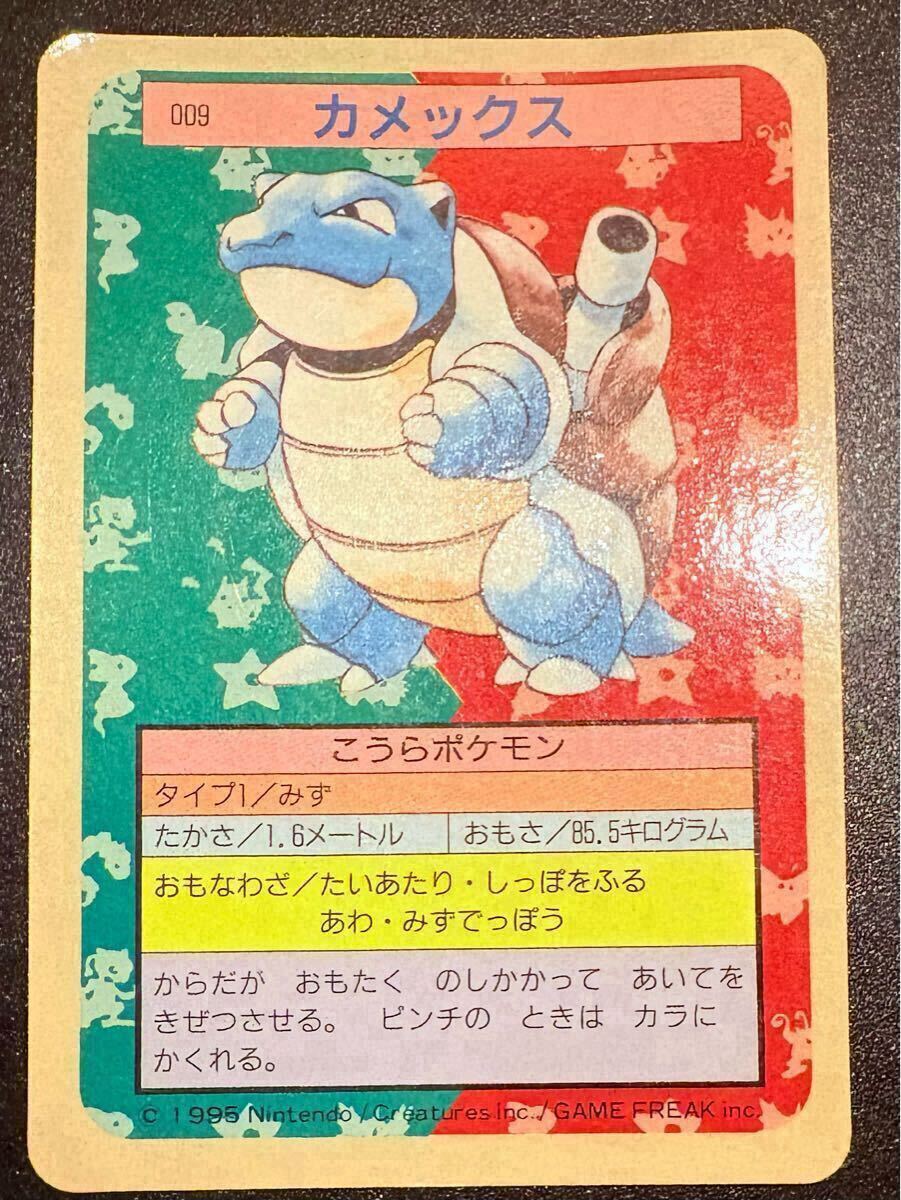 009 カメックス
こうらポケモン
タイプ1／みず
たかさ／1.6メートル おもさ／85.5キログラム
おもなわざ／たいあたり・しっぽをふる
あわ・みずでっぽう
からだが おもたく のしかかって あいてを
きぜつさせる。 ピンチの ときは カラに
かくれる。
© 1995 Nintendo/Creatures inc./GAME FREAK inc.